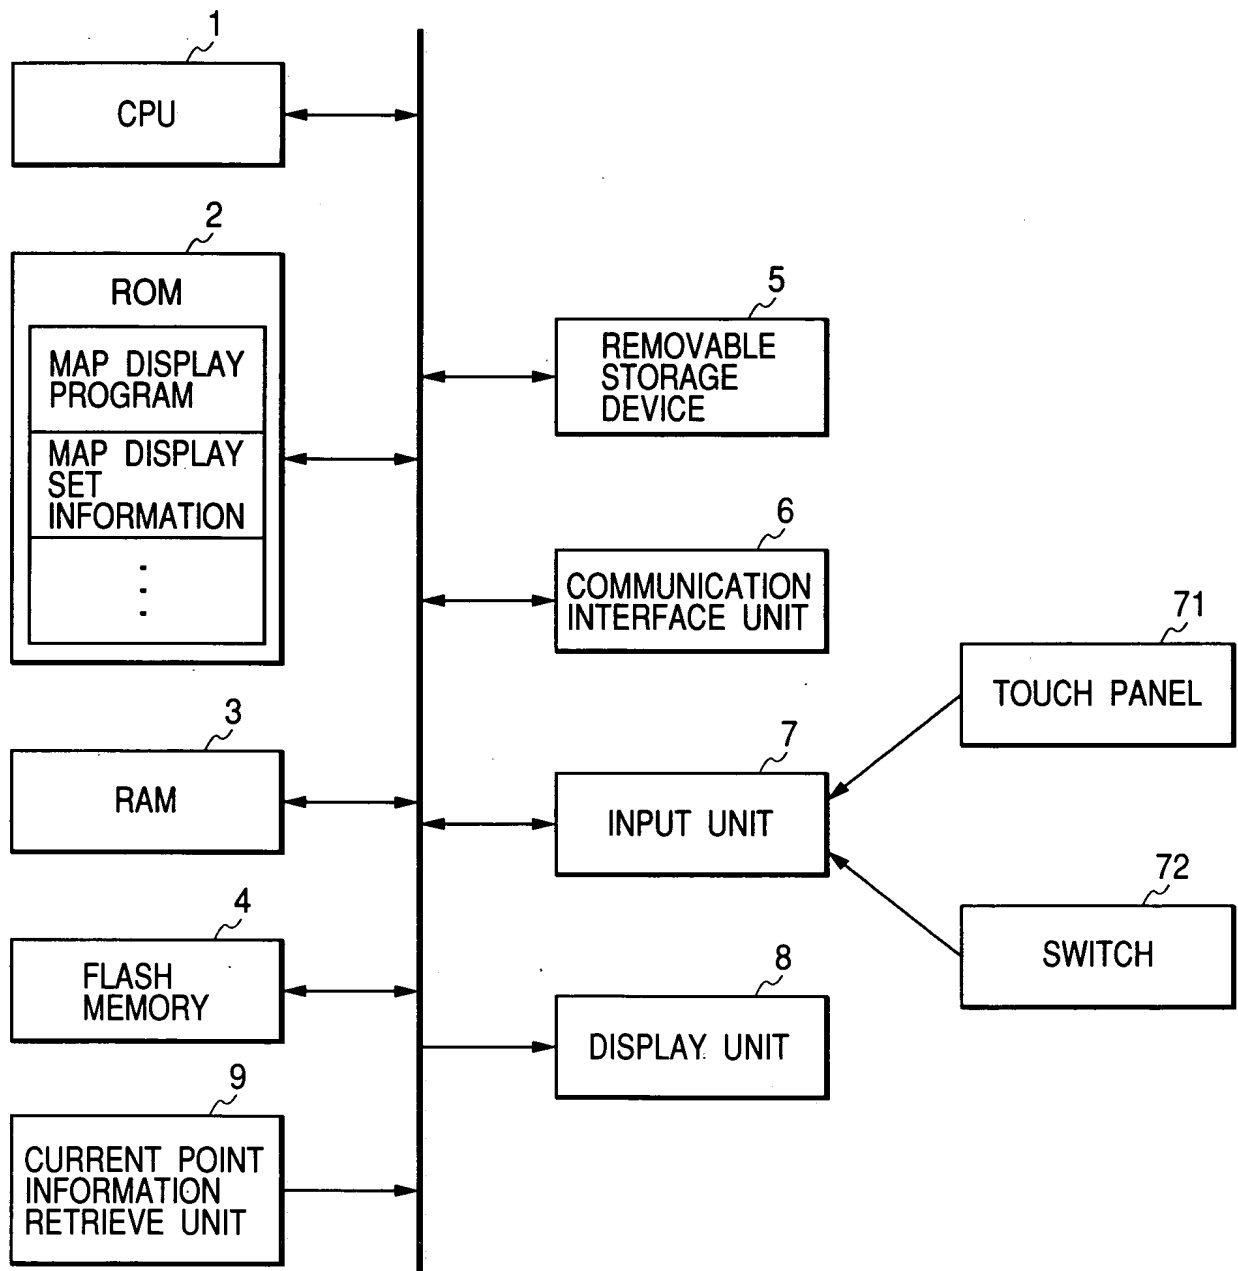 1
CPU
2
ROM
MAP DISPLAY
PROGRAM
MAP DISPLAY
SET
INFORMATION
3
RAM
4
FLASH
MEMORY
9
CURRENT POINT
INFORMATION
RETRIEVE UNIT
5
REMOVABLE
STORAGE
DEVICE
6
COMMUNICATION
INTERFACE UNIT
7
INPUT UNIT
8
DISPLAY UNIT
71
TOUCH PANEL
72
SWITCH